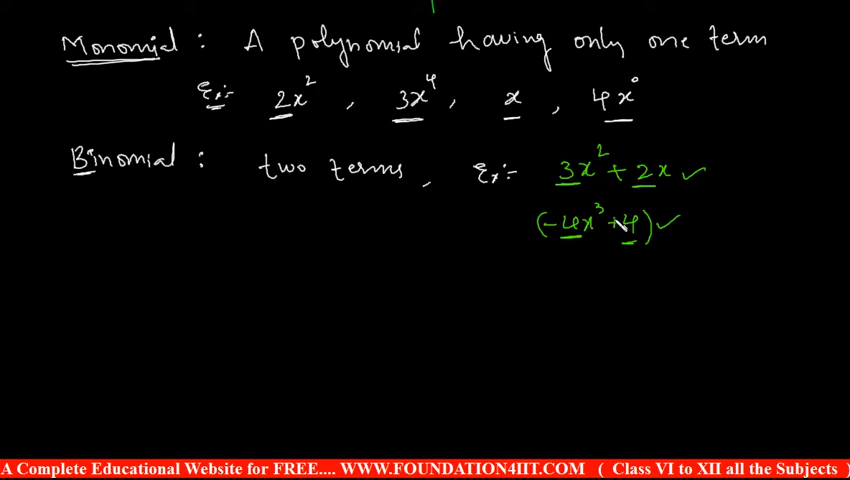 Monomial : A polynomial having only one term
Ex:- 2x², 3x⁴, x, 4x⁰
Binomial : two terms, Ex:- 3x² + 2x ✓
(-4x³ + 4) ✓
A Complete Educational Website for FREE.... WWW.FOUNDATION4IIT.COM ( Class VI to XII all the Subjects )